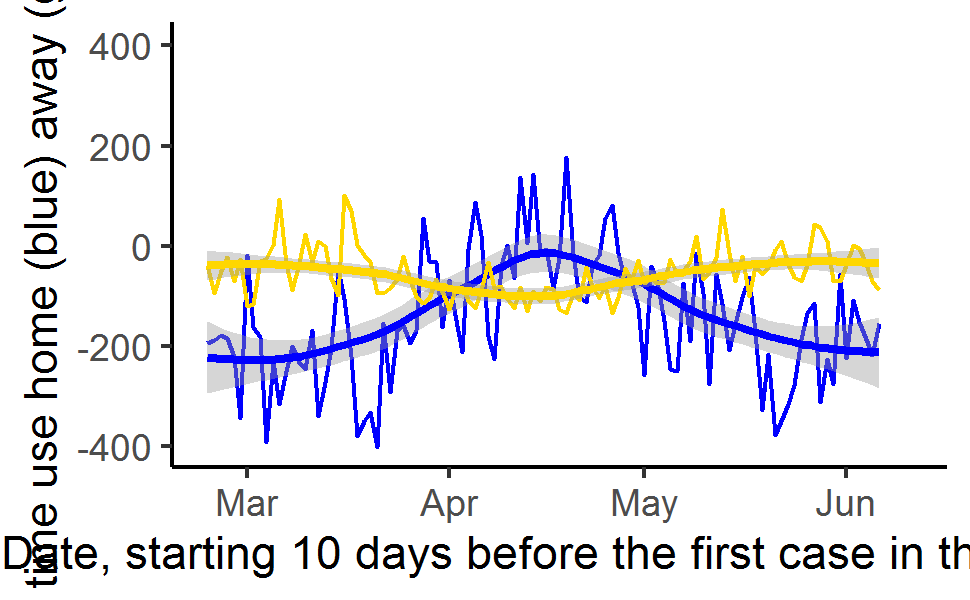 time use home (blue) away (
400
200
0
-200
-400
Mar Apr May Jun
Date, starting 10 days before the first case in th